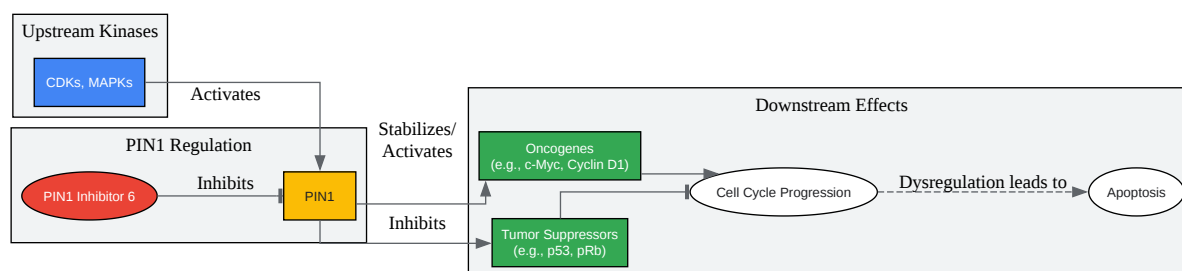 Upstream Kinases
CDKs, MAPKs
Activates
PIN1 Regulation
PIN1 Inhibitor 6
Inhibits
PIN1
Stabilizes/
Activates
Inhibits
Downstream Effects
Oncogenes
(e.g., c-Myc, Cyclin D1)
Tumor Suppressors
(e.g., p53, pRb)
Cell Cycle Progression
Dysregulation leads to
Apoptosis